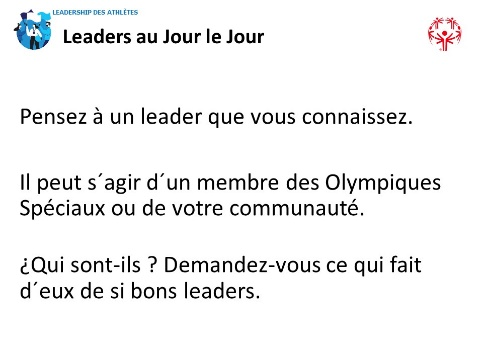 LEADERSHIP DES ATHLÈTES
Leaders au Jour le Jour
Pensez à un leader que vous connaissez.
Il peut s´agir d´un membre des Olympiques
Spéciaux ou de votre communauté.
¿Qui sont-ils ? Demandez-vous ce qui fait
d´eux de si bons leaders.